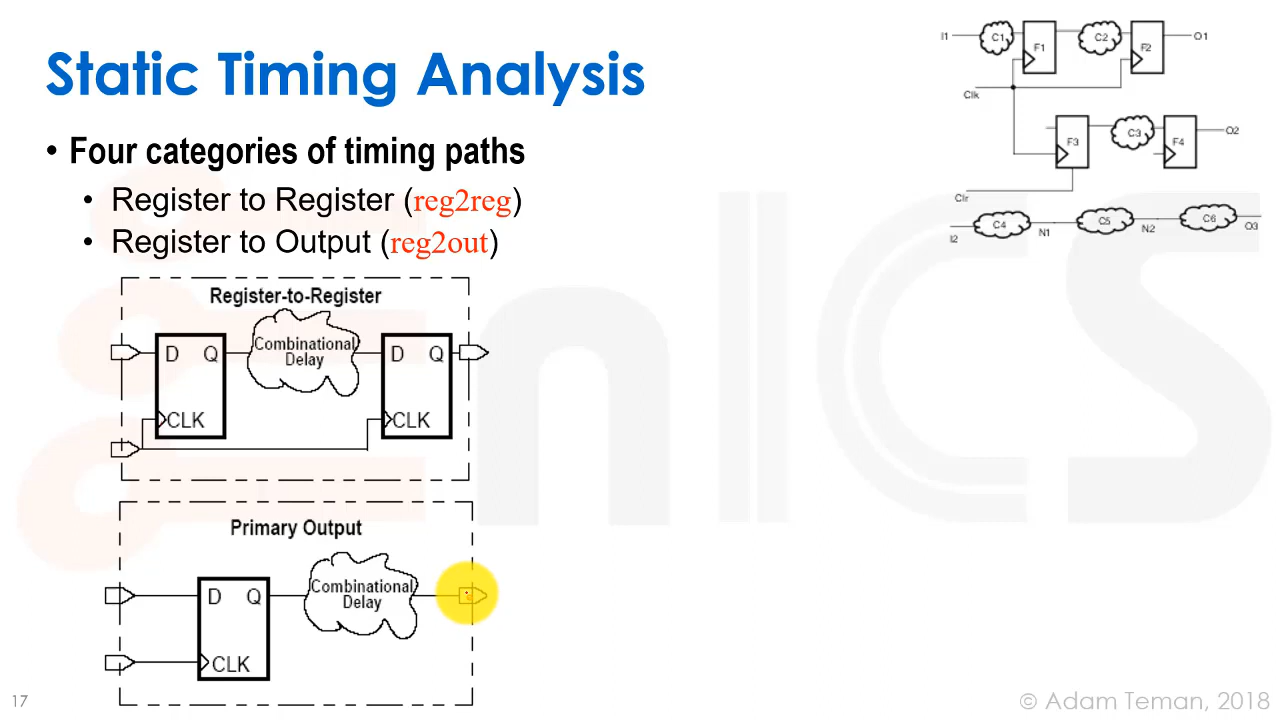 Static Timing Analysis
• Four categories of timing paths
• Register to Register (reg2reg)
• Register to Output (reg2out)
I1
C1
F1
C2
F2
O1
Clk
F3
C3
F4
O2
Clr
I2
C4
N1
C5
N2
C6
O3
Register-to-Register
D Q
Combinational
Delay
D Q
CLK
CLK
Primary Output
D Q
Combinational
Delay
CLK
enICS
17
© Adam Teman, 2018